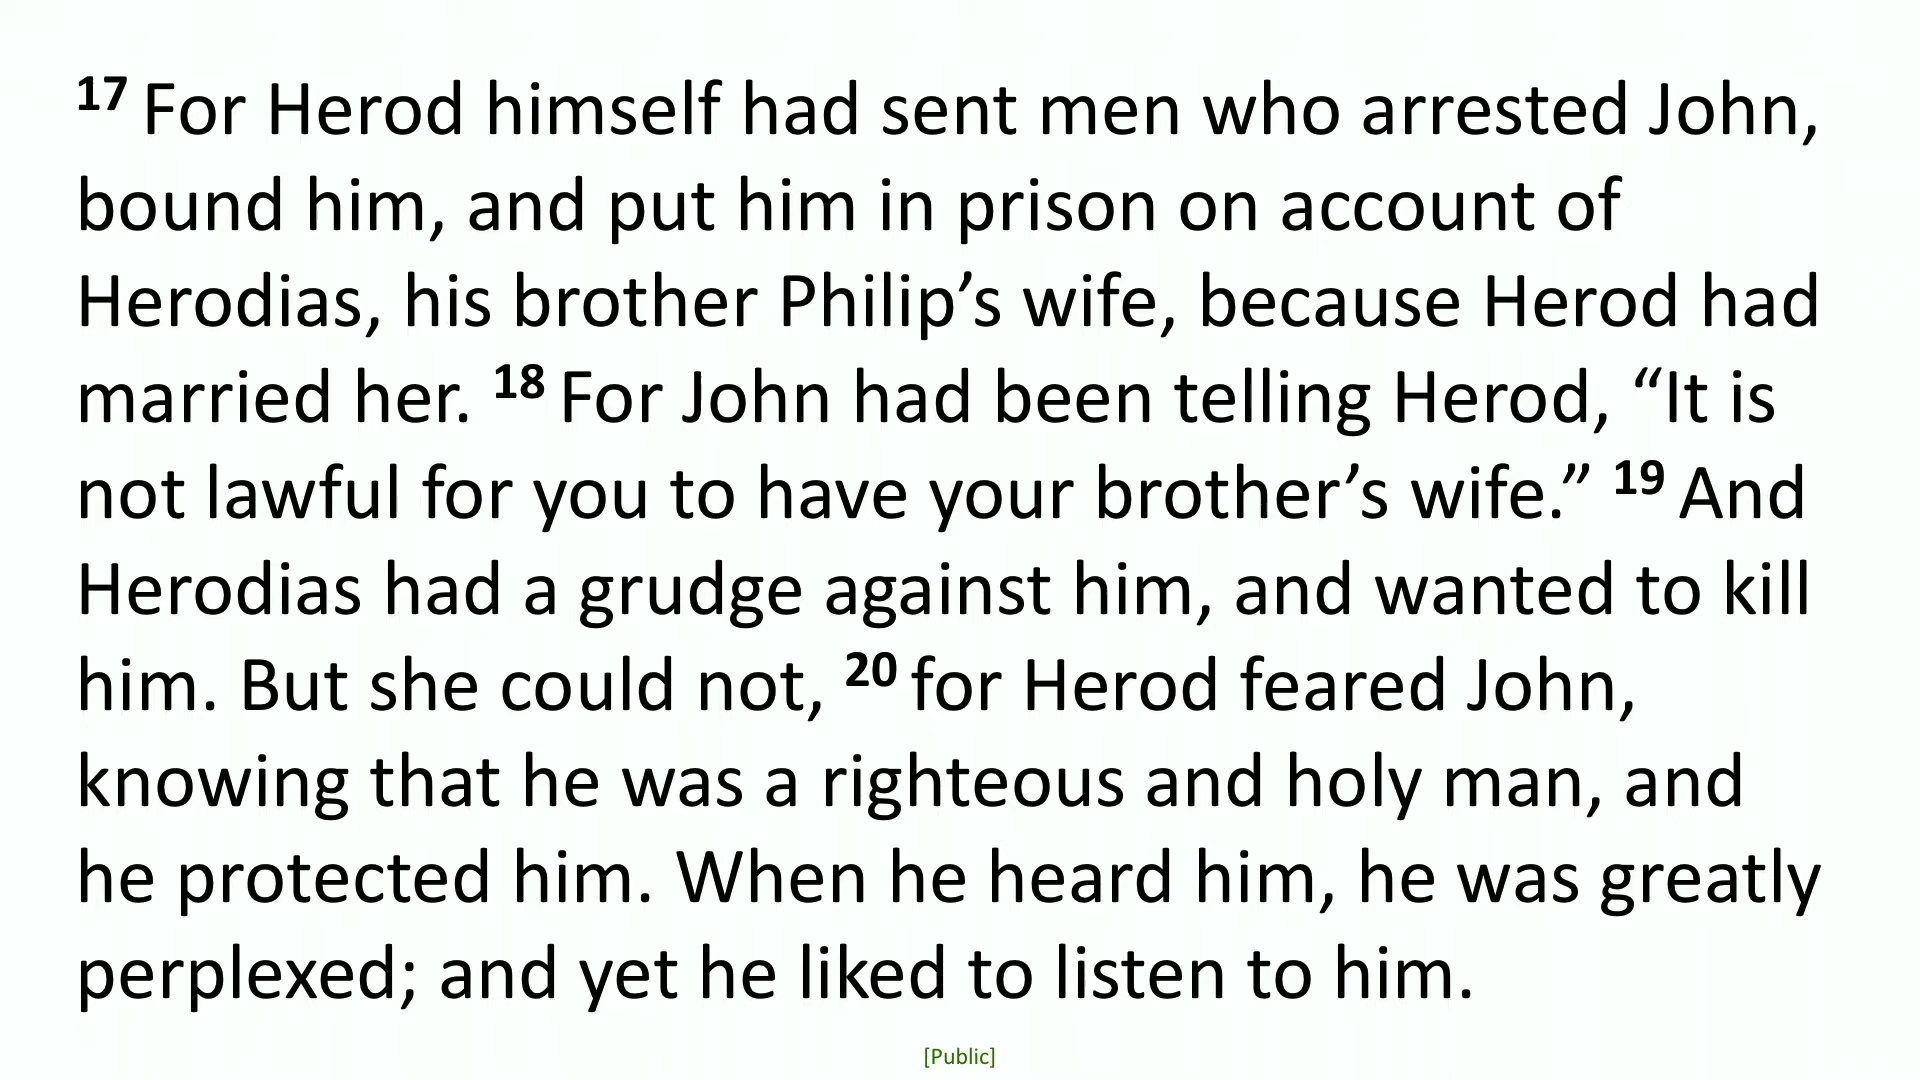 17 For Herod himself had sent men who arrested John,
bound him, and put him in prison on account of
Herodias, his brother Philip’s wife, because Herod had
married her. 18 For John had been telling Herod, “It is
not lawful for you to have your brother’s wife.” 19 And
Herodias had a grudge against him, and wanted to kill
him. But she could not, 20 for Herod feared John,
knowing that he was a righteous and holy man, and
he protected him. When he heard him, he was greatly
perplexed; and yet he liked to listen to him.
[Public]